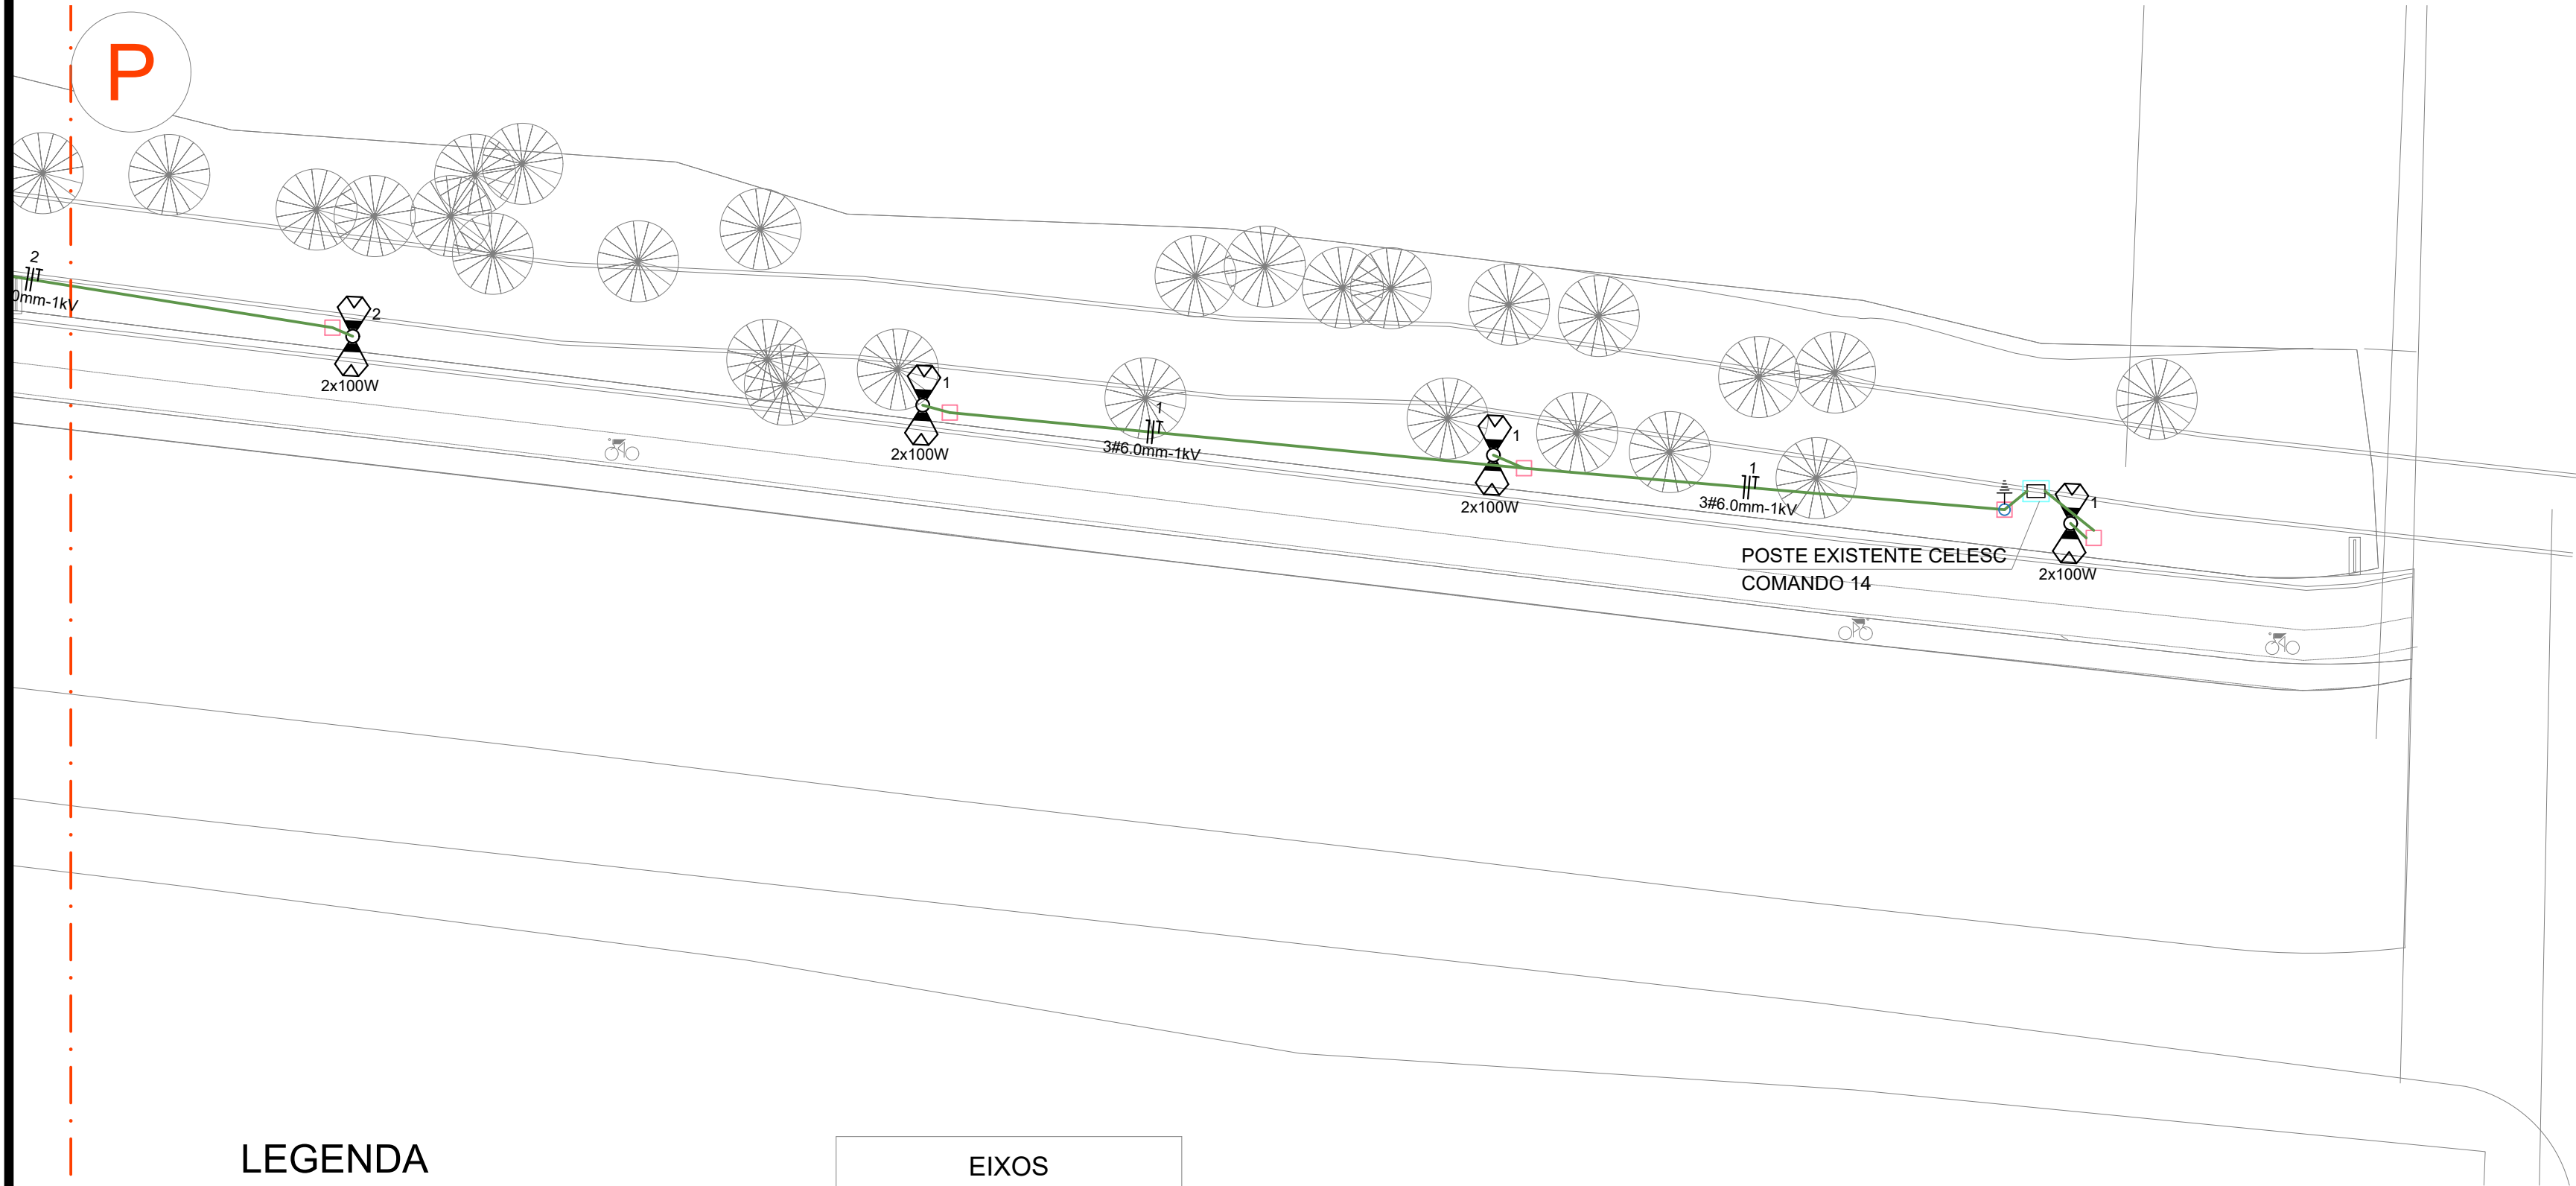 P
2
0mm-1kV
2
2x100W
1
2x100W
1
3#6.0mm-1kV
1
2x100W
1
3#6.0mm-1kV
1
2x100W
POSTE EXISTENTE CELESC
COMANDO 14
LEGENDA
EIXOS